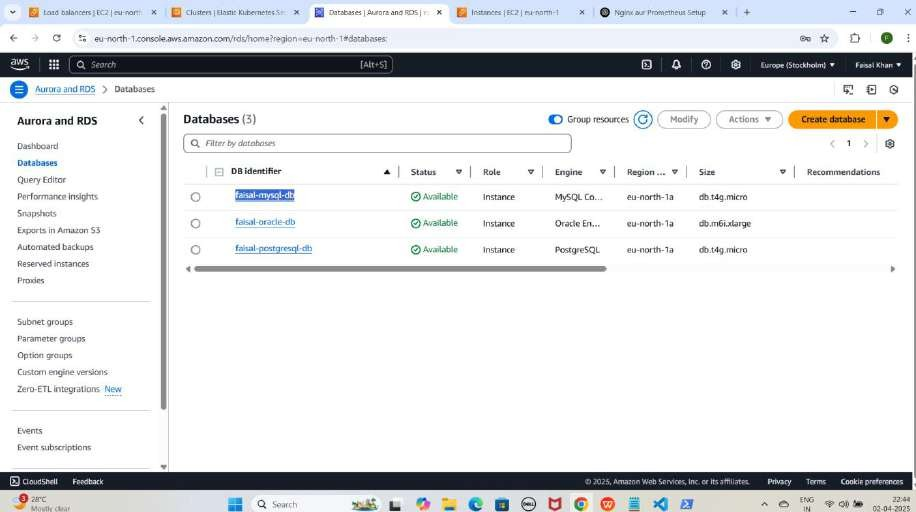 Load balancers | EC2 | eu-north
Clusters | Elastic Kubernetes Se
Databases | Aurora and RDS |
Instances | EC2 | eu-north-1
Nginx aur Prometheus Setup
eu-north-1.console.aws.amazon.com/rds/home?region=eu-north-1#databases:
F
aws
Search
[Alt+S]
Europe (Stockholm)
Faisal Khan
Aurora and RDS > Databases
Aurora and RDS
Dashboard
Databases
Query Editor
Performance insights
Snapshots
Exports in Amazon S3
Automated backups
Reserved instances
Proxies
Subnet groups
Parameter groups
Option groups
Custom engine versions
Zero-ETL integrations New
Events
Event subscriptions
Databases (3)
Group resources
Modify
Actions
Create database
Filter by databases
1
DB identifier Status Role Engine Region ... Size Recommendations
faisal-mysql-db Available Instance MySQL Co... eu-north-1a db.t4g.micro
faisal-oracle-db Available Instance Oracle En... eu-north-1a db.m6i.xlarge
faisal-postgresql-db Available Instance PostgreSQL eu-north-1a db.t4g.micro
CloudShell Feedback
© 2025, Amazon Web Services, Inc. or its affiliates. Privacy Terms Cookie preferences
3
28°C
Mostly clear
Search
DELL
ENG
IN
22:44
02-04-2025